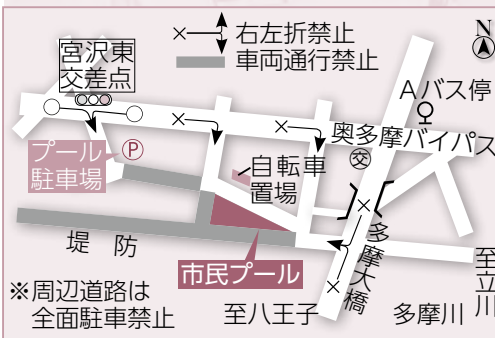 宮沢東
交差点
右左折禁止
車両通行禁止
N
Aバス停
奥多摩バイパス
交
プール
駐車場
P
自転車
置場
多摩大橋
堤防
市民プール
至立川
※周辺道路は
全面駐車禁止
至八王子
多摩川